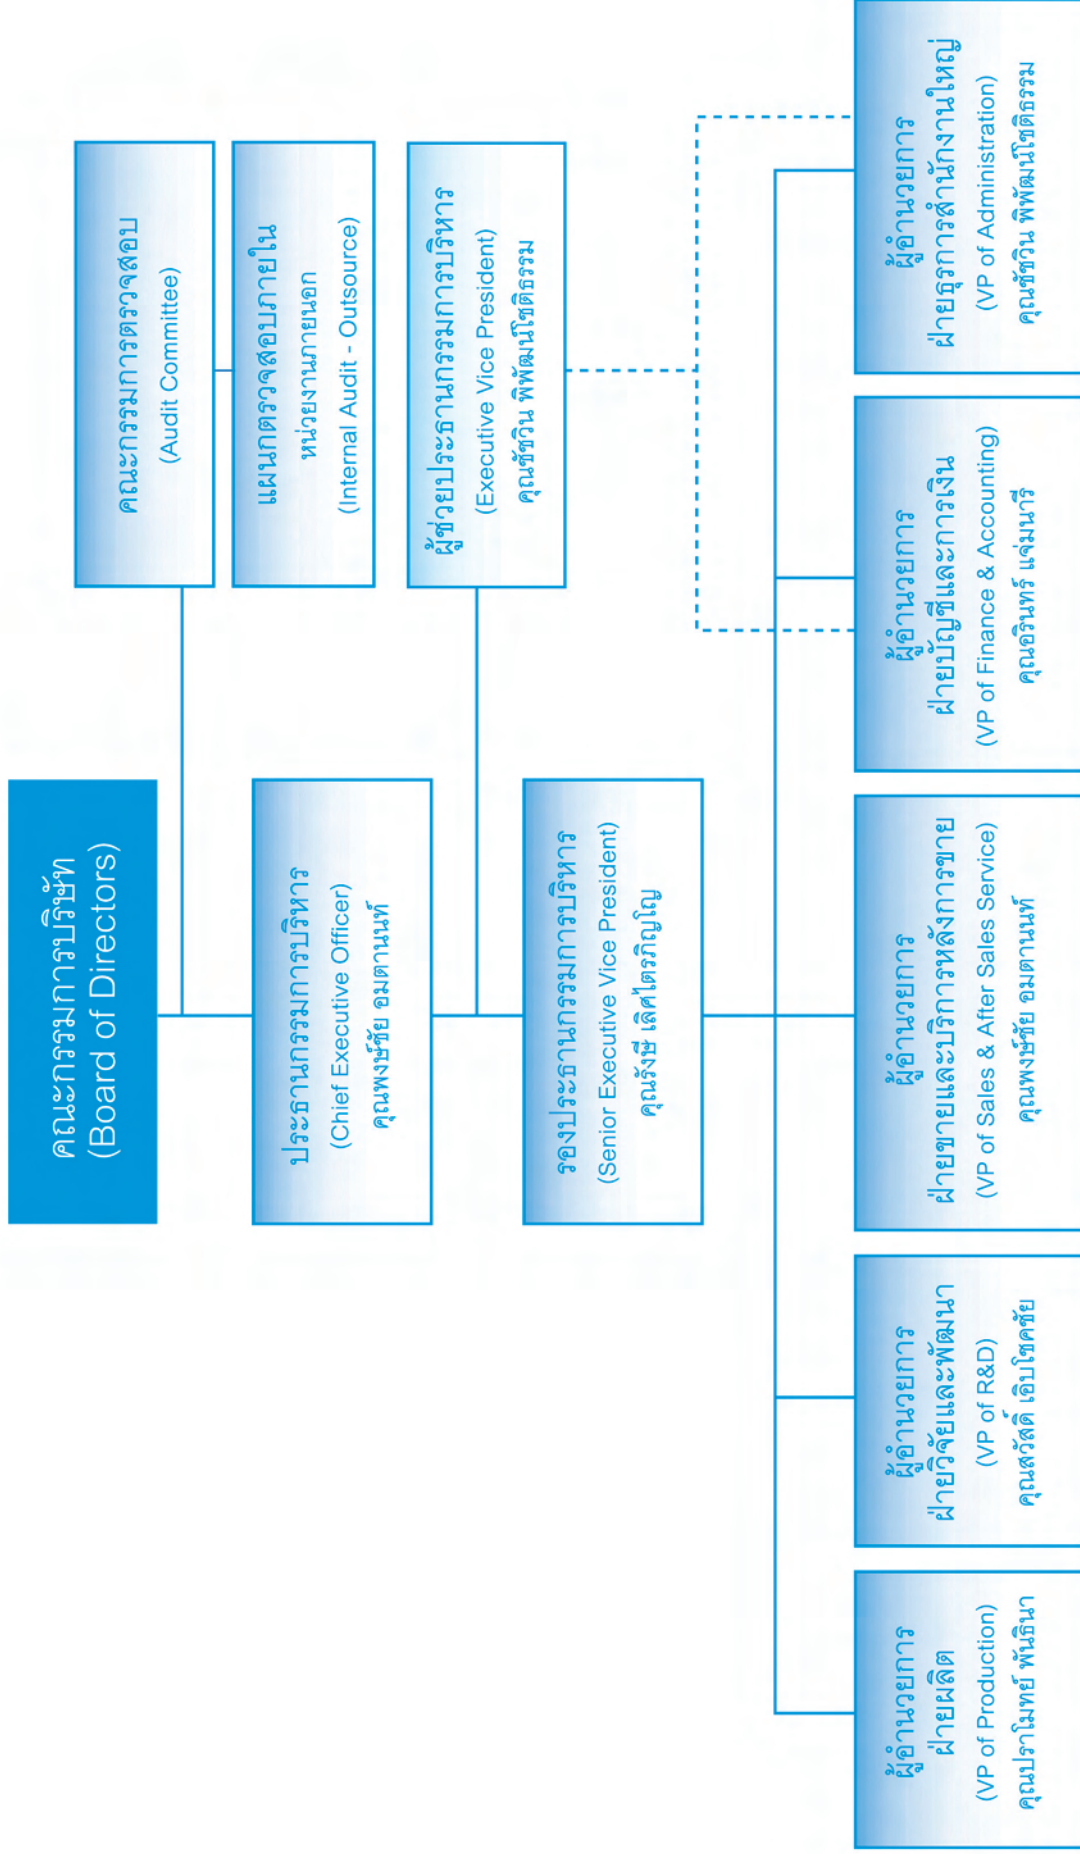 คณะกรรมการบริษัท
(Board of Directors)
คณะกรรมการตรวจสอบ
(Audit Committee)
แผนกตรวจสอบภายใน
หน่วยงานภายนอก
(Internal Audit - Outsource)
ประธานกรรมการบริหาร
(Chief Executive Officer)
คุณพงษ์ชัย อมตานนท์
ผู้ช่วยประธานกรรมการบริหาร
(Executive Vice President)
คุณชัชวิน พิพัฒน์โชติธรรม
รองประธานกรรมการบริหาร
(Senior Executive Vice President)
คุณรังษี เลิศไตรภิญโญ
ผู้อำนวยการ
ฝ่ายผลิต
(VP of Production)
คุณปราโมทย์ พันธินา
ผู้อำนวยการ
ฝ่ายวิจัยและพัฒนา
(VP of R&D)
คุณสวัสดิ์ เอิบโชคชัย
ผู้อำนวยการ
ฝ่ายขายและบริการหลังการขาย
(VP of Sales & After Sales Service)
คุณพงษ์ชัย อมตานนท์
ผู้อำนวยการ
ฝ่ายบัญชีและการเงิน
(VP of Finance & Accounting)
คุณอรินทร์ แจ่มนารี
ผู้อำนวยการ
ฝ่ายธุรการสำนักงานใหญ่
(VP of Administration)
คุณชัชวิน พิพัฒน์โชติธรรม